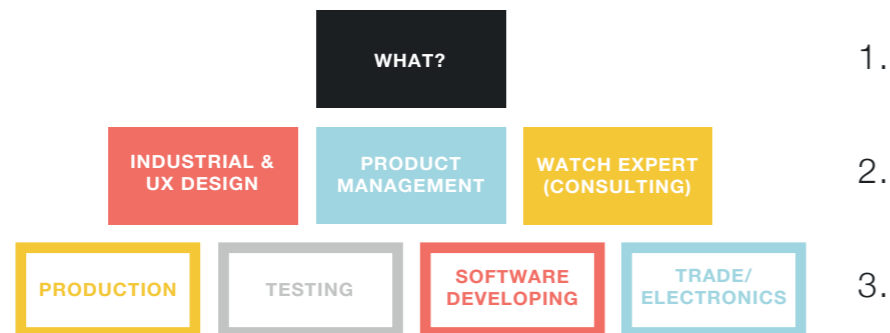 WHAT?
1.
INDUSTRIAL &
UX DESIGN
PRODUCT
MANAGEMENT
WATCH EXPERT
(CONSULTING)
2.
PRODUCTION
TESTING
SOFTWARE
DEVELOPING
TRADE/
ELECTRONICS
3.